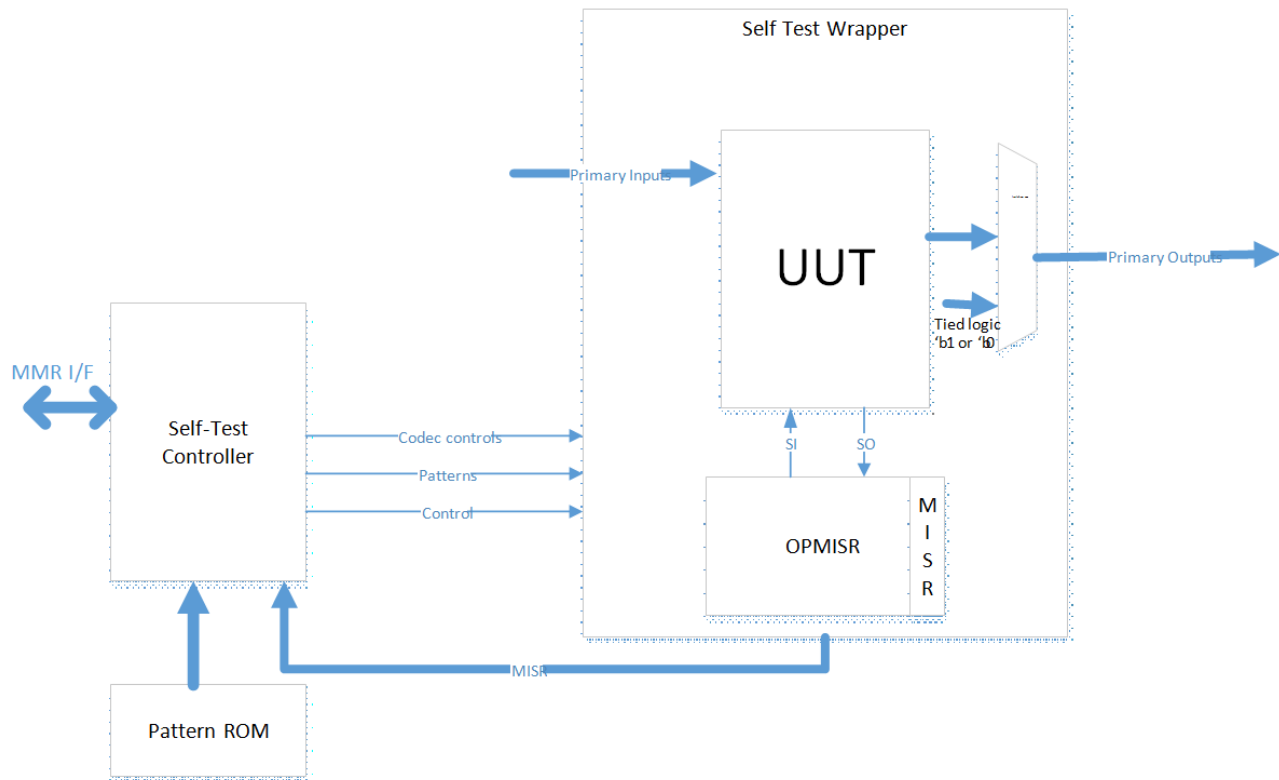 Self Test Wrapper
Primary Inputs
UUT
Primary Outputs
Tied logic
‘b1 or ‘b0
MMR I/F
Self-Test
Controller
Codec controls
Patterns
Control
SI
SO
OPMISR
M
I
S
R
MISR
Pattern ROM